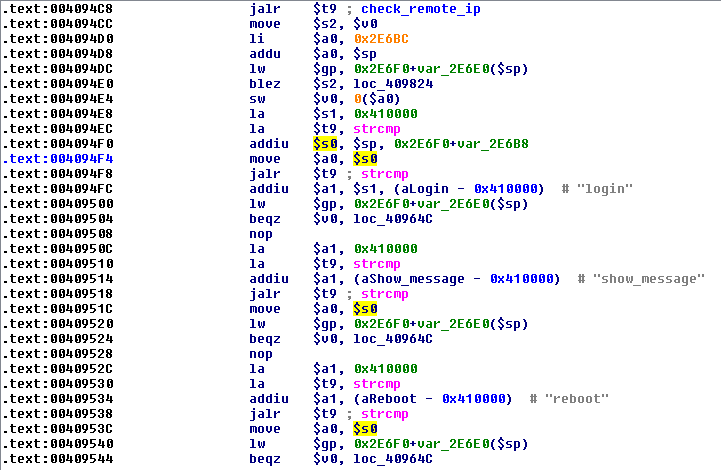 .text:004094C8 jalr $t9 ; check_remote_ip
.text:004094CC move $s2, $v0
.text:004094D0 li $a0, 0x2E6BC
.text:004094D8 addu $a0, $sp
.text:004094DC lw $gp, 0x2E6F0+var_2E6E0($sp)
.text:004094E0 blez $s2, loc_409824
.text:004094E4 sw $v0, 0($a0)
.text:004094E8 la $s1, 0x410000
.text:004094EC la $t9, strcmp
.text:004094F0 addiu $s0, $sp, 0x2E6F0+var_2E6B8
.text:004094F4 move $a0, $s0
.text:004094F8 jalr $t9 ; strcmp
.text:004094FC addiu $a1, $s1, (aLogin - 0x410000) # "login"
.text:00409500 lw $gp, 0x2E6F0+var_2E6E0($sp)
.text:00409504 beqz $v0, loc_40964C
.text:00409508 nop
.text:0040950C la $a1, 0x410000
.text:00409510 la $t9, strcmp
.text:00409514 addiu $a1, (aShow_message - 0x410000) # "show_message"
.text:00409518 jalr $t9 ; strcmp
.text:0040951C move $a0, $s0
.text:00409520 lw $gp, 0x2E6F0+var_2E6E0($sp)
.text:00409524 beqz $v0, loc_40964C
.text:00409528 nop
.text:0040952C la $a1, 0x410000
.text:00409530 la $t9, strcmp
.text:00409534 addiu $a1, (aReboot - 0x410000) # "reboot"
.text:00409538 jalr $t9 ; strcmp
.text:0040953C move $a0, $s0
.text:00409540 lw $gp, 0x2E6F0+var_2E6E0($sp)
.text:00409544 beqz $v0, loc_40964C